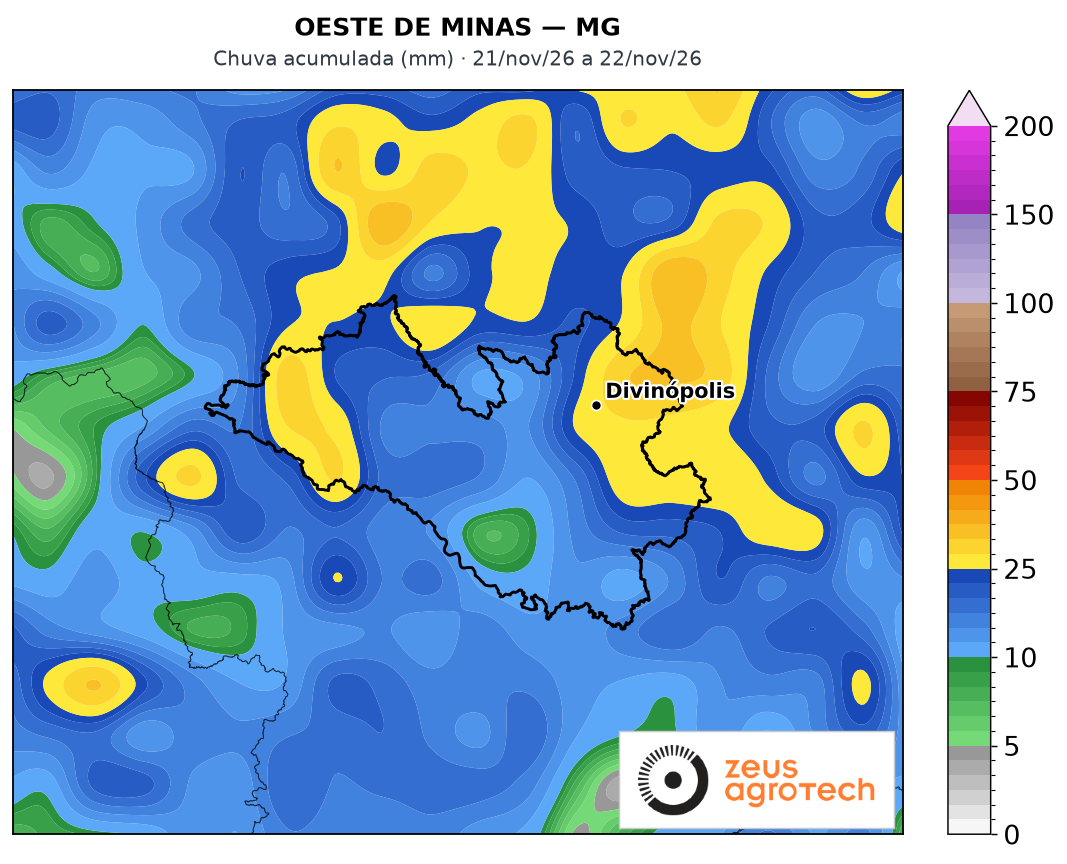 OESTE DE MINAS — MG
Chuva acumulada (mm) · 21/nov/26 a 22/nov/26
200
150
100
75
50
25
10
5
0
Divinópolis
zeus
agrotech